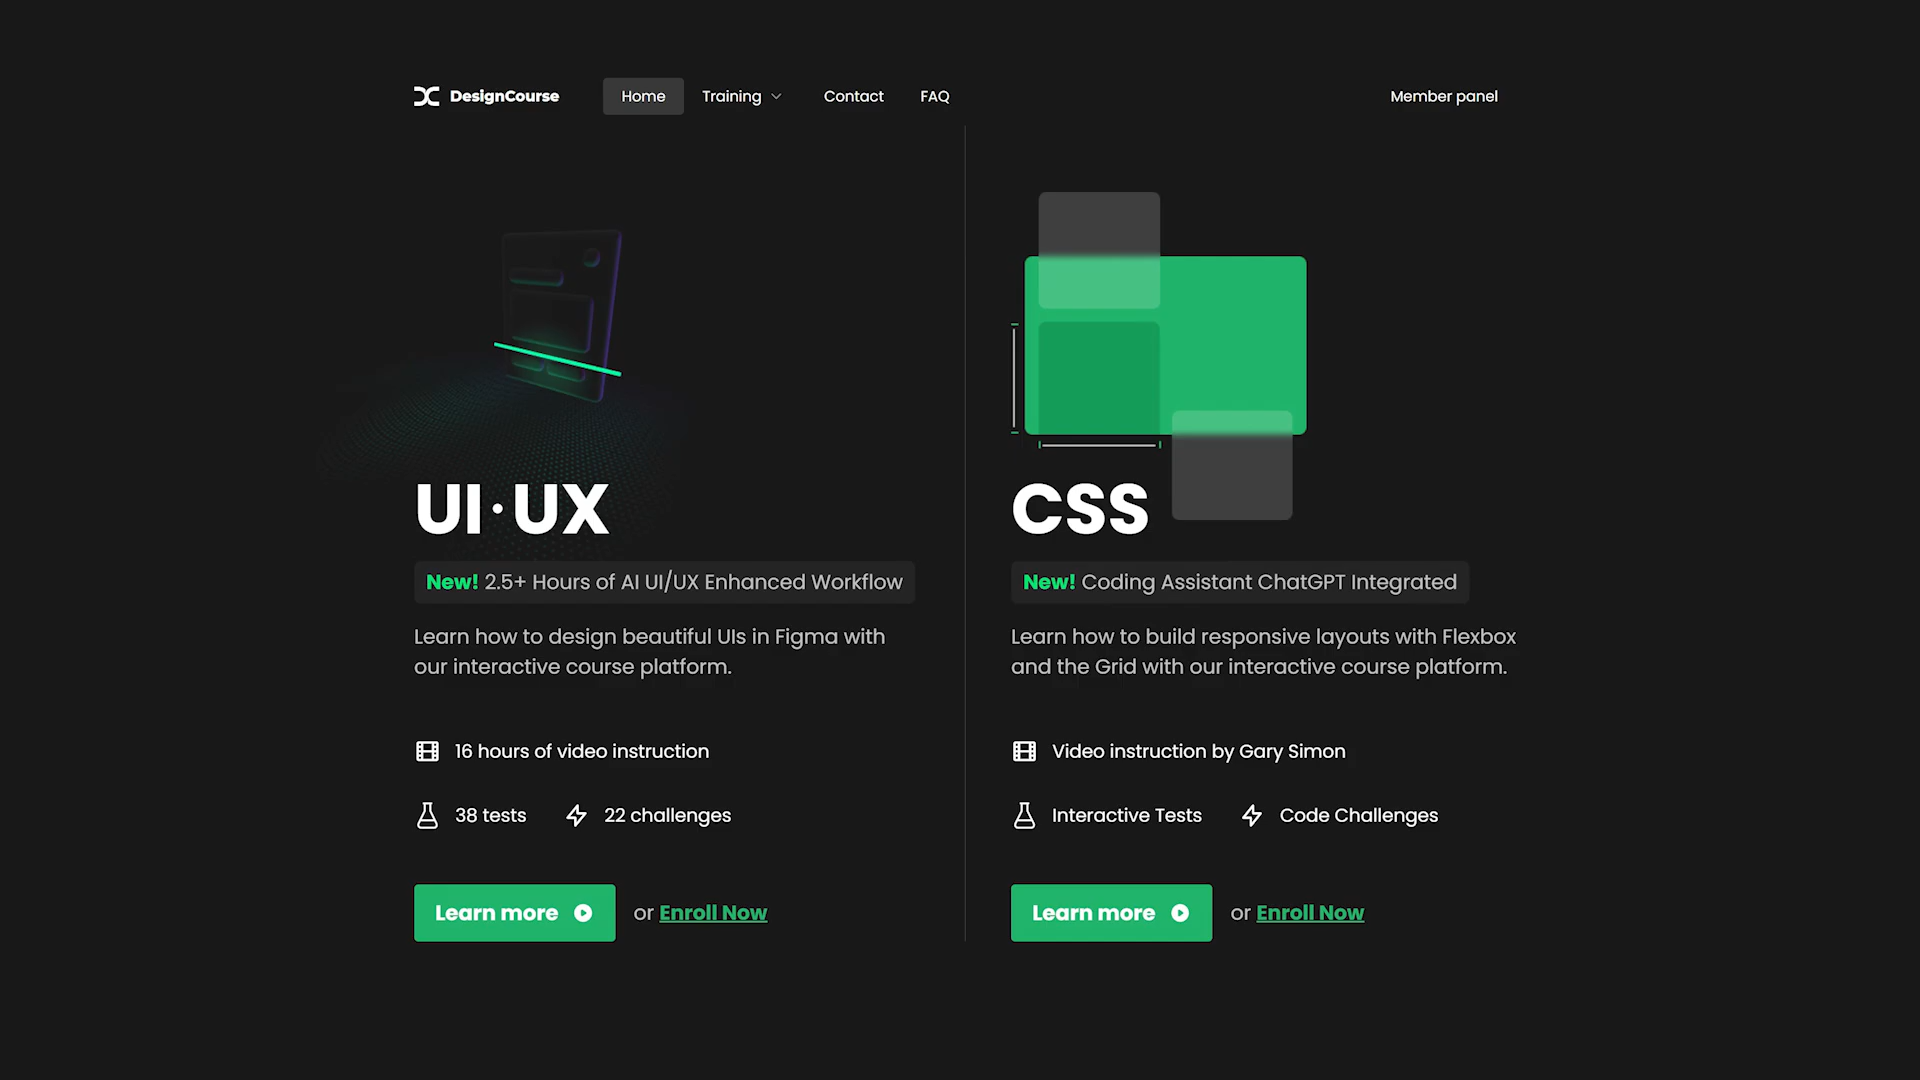 DesignCourse
Home
Training
Contact
FAQ
Member panel
UI·UX
New! 2.5+ Hours of AI UI/UX Enhanced Workflow
Learn how to design beautiful UIs in Figma with
our interactive course platform.
16 hours of video instruction
38 tests
22 challenges
Learn more
or Enroll Now
CSS
New! Coding Assistant ChatGPT Integrated
Learn how to build responsive layouts with Flexbox
and the Grid with our interactive course platform.
Video instruction by Gary Simon
Interactive Tests
Code Challenges
Learn more
or Enroll Now